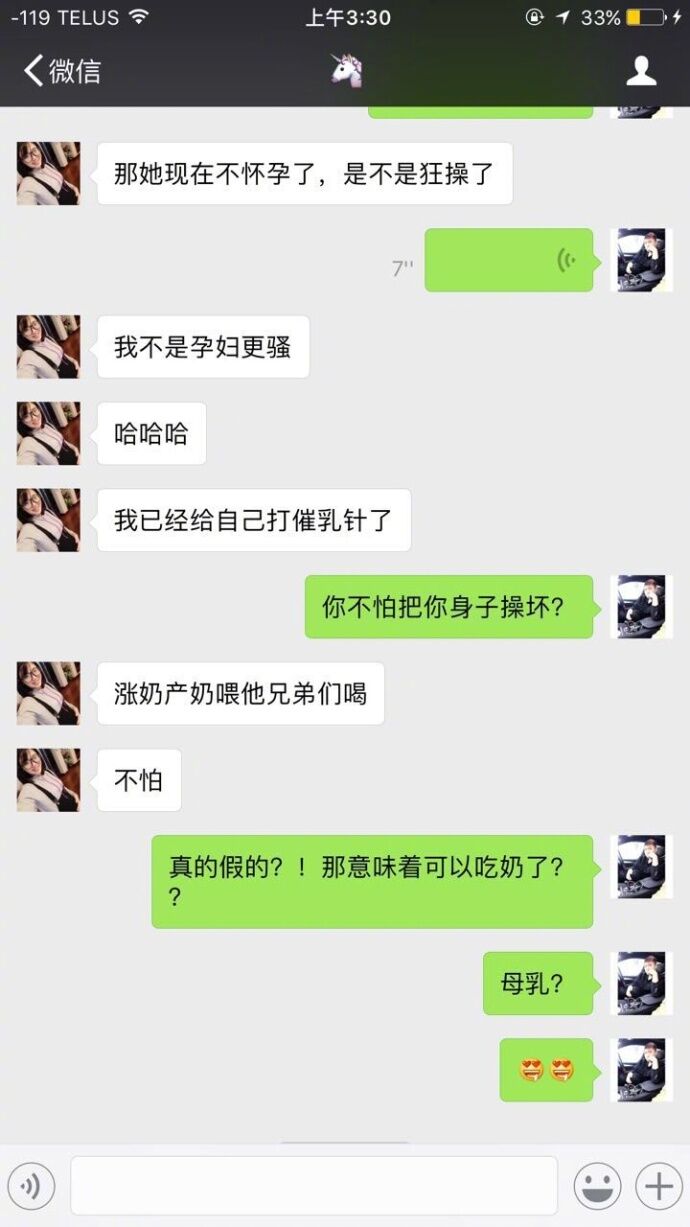 -119 TELUS 上午3:30 33%
微信
那她现在不怀孕了，是不是狂操了
7''
我不是孕妇更骚
哈哈哈
我已经给自己打催乳针了
你不怕把你身子操坏？
涨奶产奶喂他兄弟们喝
不怕
真的假的？！那意味着可以吃奶了？
？
母乳？